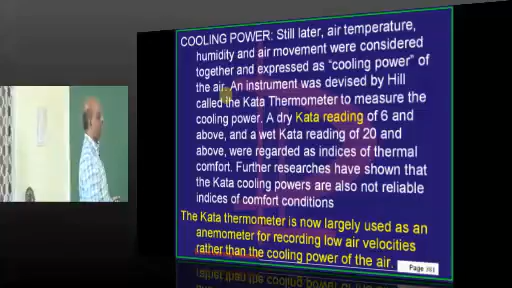 COOLING POWER: Still later, air temperature,
humidity and air movement were considered
together and expressed as “cooling power” of
the air. An instrument was devised by Hill
called the Kata Thermometer to measure the
cooling power. A dry Kata reading of 6 and
above, and a wet Kata reading of 20 and
above, were regarded as indices of thermal
comfort. Further researches have shown that
the Kata cooling powers are also not reliable
indices of comfort conditions
The Kata thermometer is now largely used as an
anemometer for recording low air velocities
rather than the cooling power of the air.
Page